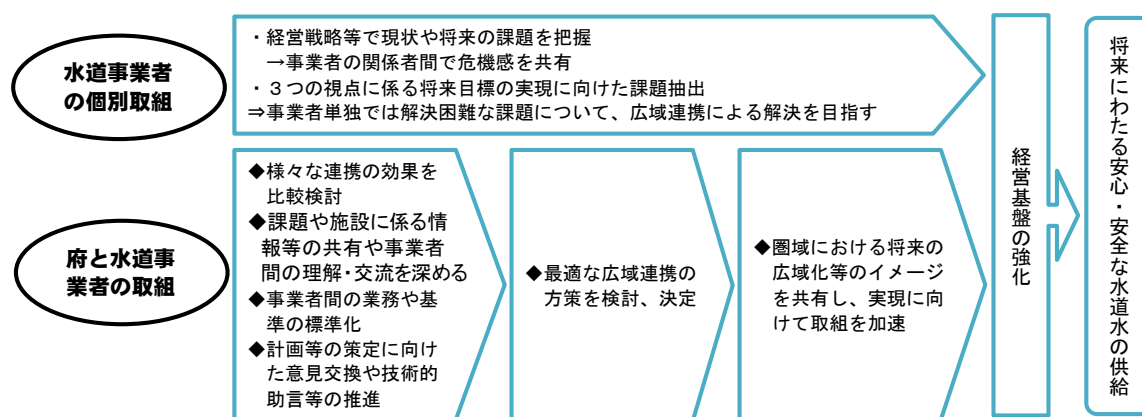 水道事業者
の個別取組
・経営戦略等で現状や将来の課題を把握
→事業者の関係者間で危機感を共有
・３つの視点に係る将来目標の実現に向けた課題抽出
⇒事業者単独では解決困難な課題について、広域連携による解決を目指す
府と水道事
業者の取組
◆様々な連携の効果を
比較検討
◆課題や施設に係る情
報等の共有や事業者
間の理解・交流を深める
◆事業者間の業務や基
準の標準化
◆計画等の策定に向け
た意見交換や技術的
助言等の推進
◆最適な広域連携の
方策を検討、決定
◆圏域における将来の
広域化等のイメージ
を共有し、実現に向
けて取組を加速
経営基盤の強化
将来にわたる安心・安全な水道水の供給